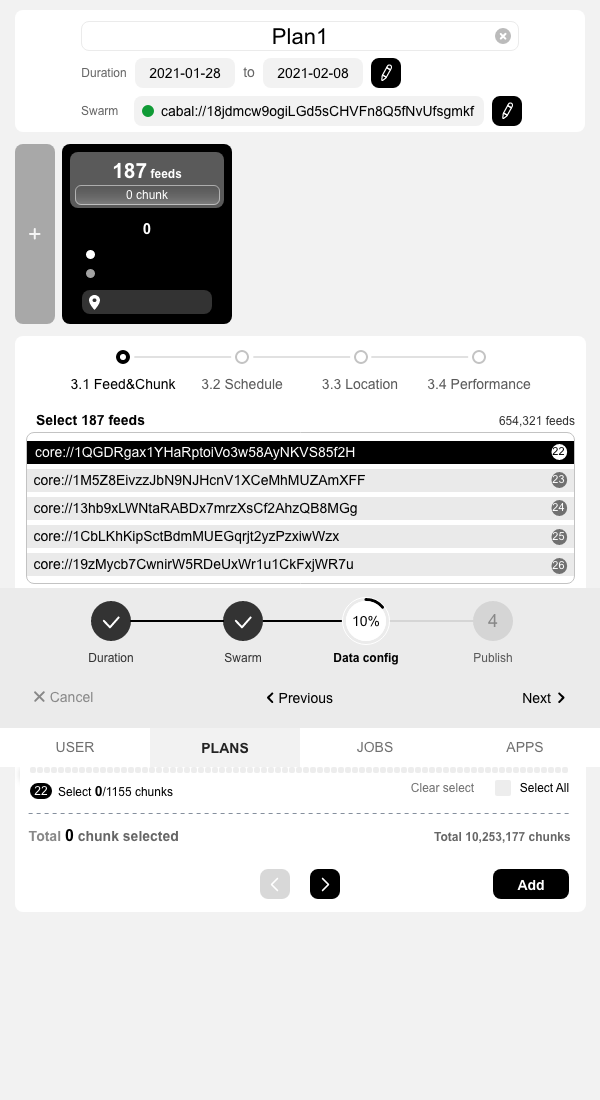 Plan1
Duration 2021-01-28 to 2021-02-08
Swarm cabal://18jdmcw9ogiLGd5sCHVFn8Q5fNvUfsgmkf
187 feeds
0 chunk
+
0
3.1 Feed&Chunk 3.2 Schedule 3.3 Location 3.4 Performance
Select 187 feeds 654,321 feeds
core://1QGDRgax1YHaRptoiVo3w58AyNKVS85f2H 22
core://1M5Z8EivzzJbN9NJHcnV1XCeMhMUZAmXFF 23
core://13hb9xLWNtaRABDx7mrzXsCf2AhzQB8MGg 24
core://1CbLKhKipSctBdmMUEGqrjt2yzPzxiwWzx 25
core://19zMycb7CwnirW5RDeUxWr1u1CkFxjWR7u 26
10% 4
Duration Swarm Data config Publish
Cancel Previous Next
USER PLANS JOBS APPS
22 Select 0/1155 chunks Clear select Select All
Total 0 chunk selected Total 10,253,177 chunks
Add